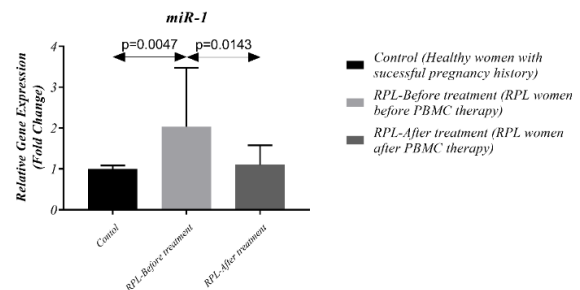 miR-1
p=0.0047
p=0.0143
4
3
2
1
0
Relative Gene Expression
(Fold Change)
Contol
RPL-Before treatment
RPL-After treatment
Control (Healthy women with
sucessful pregnancy history)
RPL-Before treatment (RPL women
before PBMC therapy)
RPL-After treatment (RPL women
after PBMC therapy)